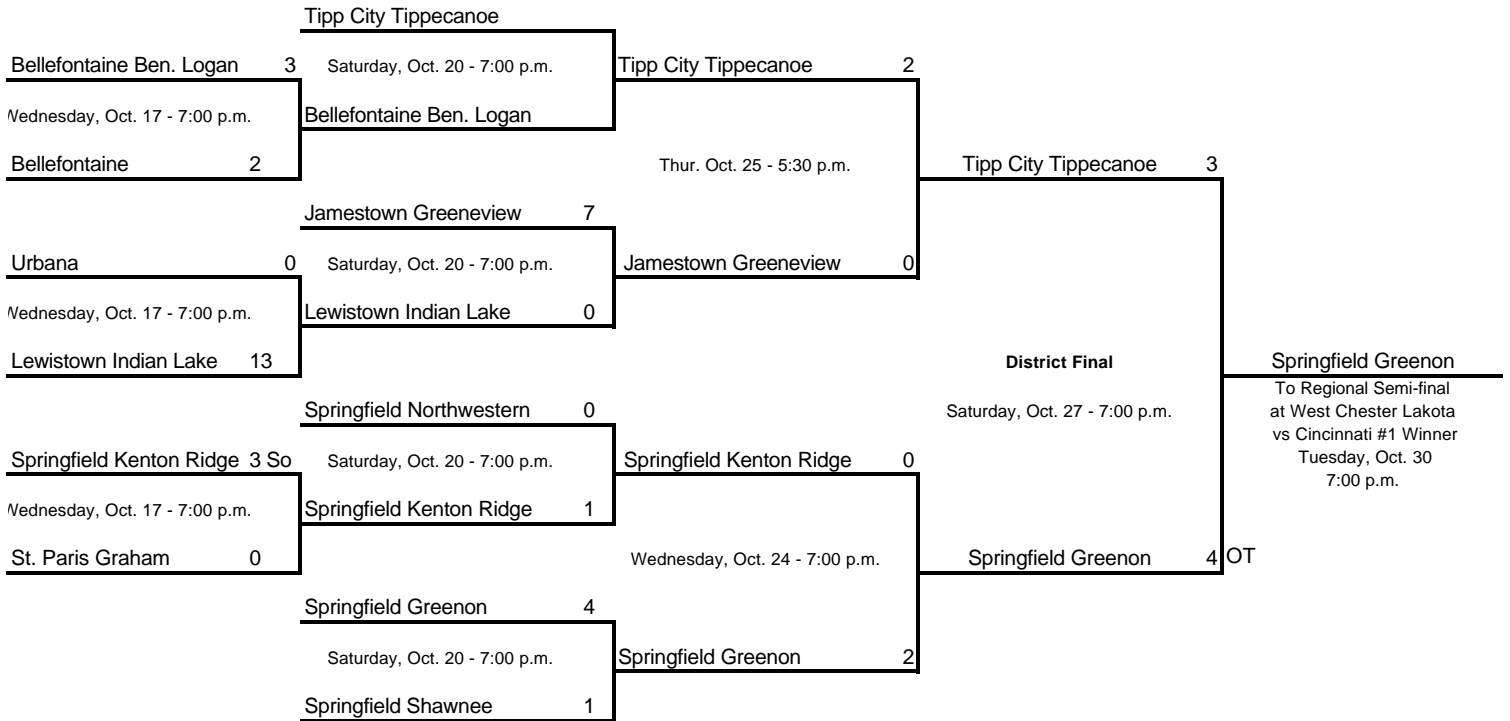 Tipp City Tippecanoe
Bellefontaine Ben. Logan 3
Saturday, Oct. 20 - 7:00 p.m.
Tipp City Tippecanoe 2
Wednesday, Oct. 17 - 7:00 p.m.
Bellefontaine Ben. Logan
Bellefontaine 2
Thur. Oct. 25 - 5:30 p.m.
Tipp City Tippecanoe 3
Jamestown Greeneview 7
Urbana 0
Saturday, Oct. 20 - 7:00 p.m.
Jamestown Greeneview 0
Wednesday, Oct. 17 - 7:00 p.m.
Lewistown Indian Lake 0
Lewistown Indian Lake 13
District Final
Springfield Greenon
To Regional Semi-final
at West Chester Lakota
vs Cincinnati #1 Winner
Tuesday, Oct. 30
7:00 p.m.
Springfield Northwestern 0
Saturday, Oct. 27 - 7:00 p.m.
Springfield Kenton Ridge 3 So
Saturday, Oct. 20 - 7:00 p.m.
Springfield Kenton Ridge 0
Wednesday, Oct. 17 - 7:00 p.m.
Springfield Kenton Ridge 1
St. Paris Graham 0
Wednesday, Oct. 24 - 7:00 p.m.
Springfield Greenon 4 OT
Springfield Greenon 4
Saturday, Oct. 20 - 7:00 p.m.
Springfield Greenon 2
Springfield Shawnee 1